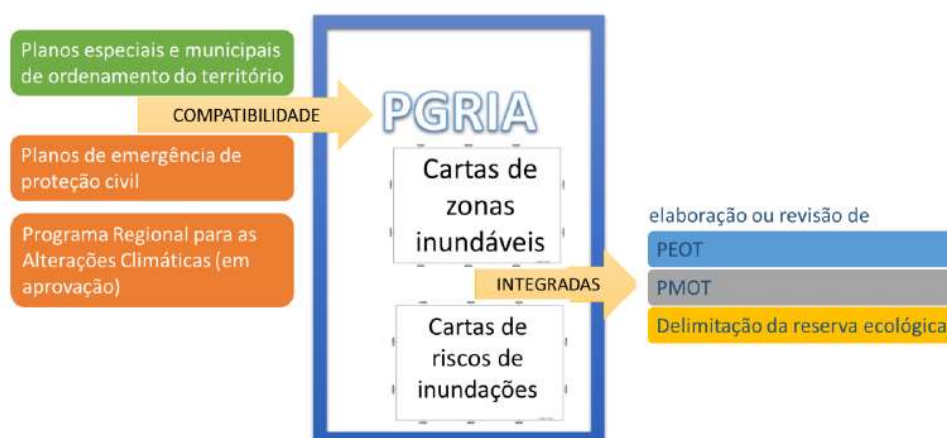 Planos especiais e municipais
de ordenamento do território
COMPATIBILIDADE
Planos de emergência de
proteção civil
Programa Regional para as
Alterações Climáticas (em
aprovação)
PGRIA
Cartas de
zonas
inundáveis
INTEGRADAS
Cartas de
riscos de
inundações
elaboração ou revisão de
PEOT
PMOT
Delimitação da reserva ecológica